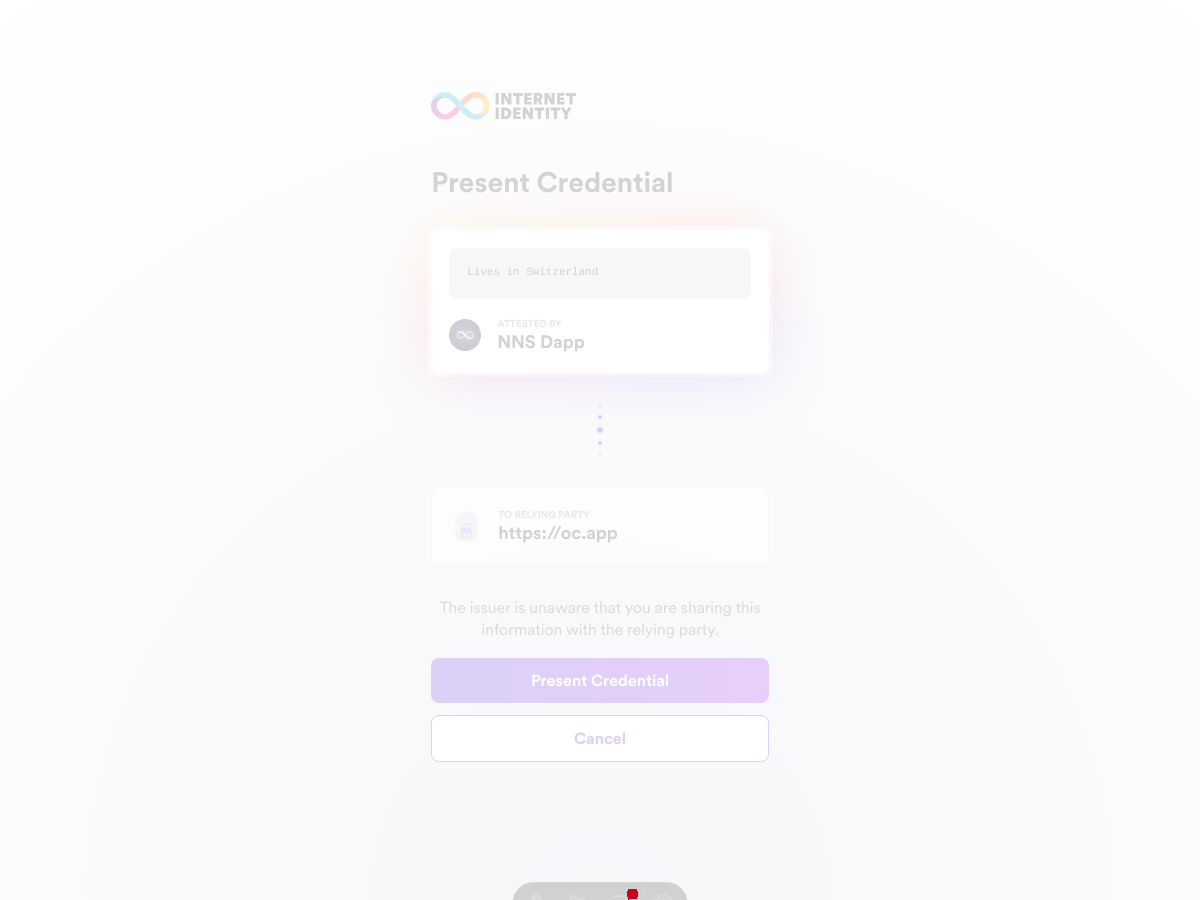 INTERNET
IDENTITY
Present Credential
Lives in Switzerland
ATTESTED BY
NNS Dapp
TO RELYING PARTY
https://oc.app
The issuer is unaware that you are sharing this
information with the relying party.
Present Credential
Cancel